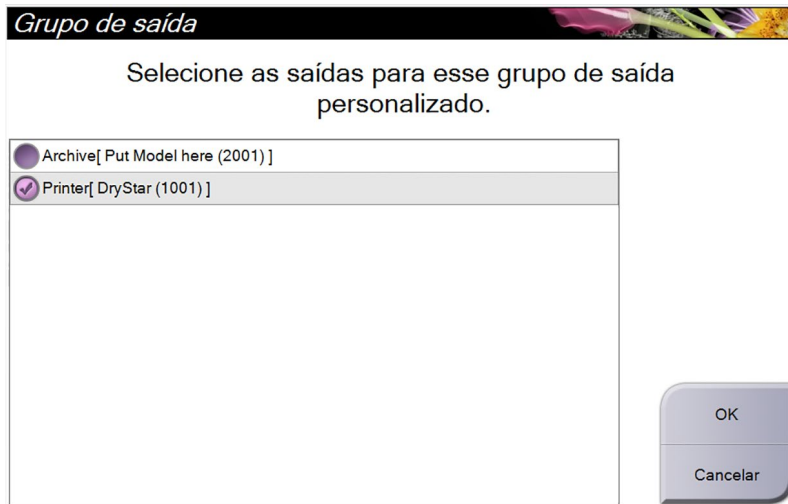 Grupo de saída
Selecione as saídas para esse grupo de saída
personalizado.
Archive[ Put Model here (2001) ]
Printer[ DryStar (1001) ]
OK
Cancelar